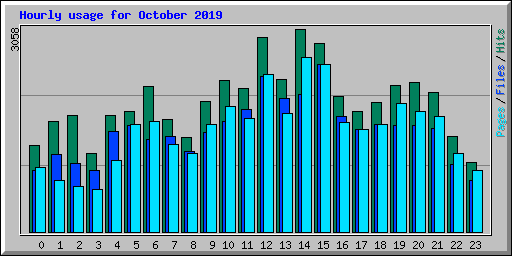 Hourly usage for October 2019
3058
Pages / Files / Hits
0 1 2 3 4 5 6 7 8 9 10 11 12 13 14 15 16 17 18 19 20 21 22 23